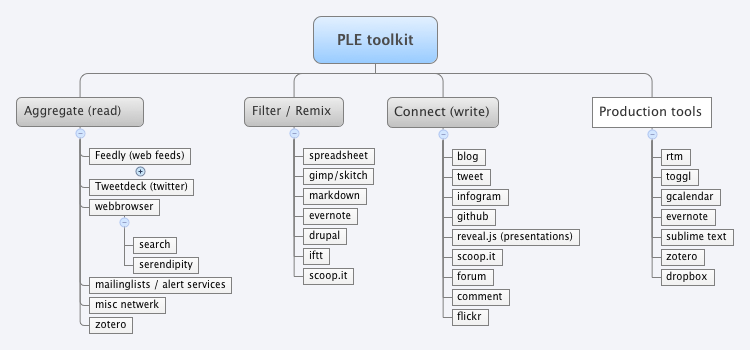 PLE toolkit
Aggregate (read)
Feedly (web feeds)
Tweetdeck (twitter)
webbrowser
search
serendipity
mailinglists / alert services
misc netwerk
zotero
Filter / Remix
spreadsheet
gimp/skitch
markdown
evernote
drupal
iftt
scoop.it
Connect (write)
blog
tweet
infogram
github
reveal.js (presentations)
scoop.it
forum
comment
flickr
Production tools
rtm
toggl
gcalendar
evernote
sublime text
zotero
dropbox